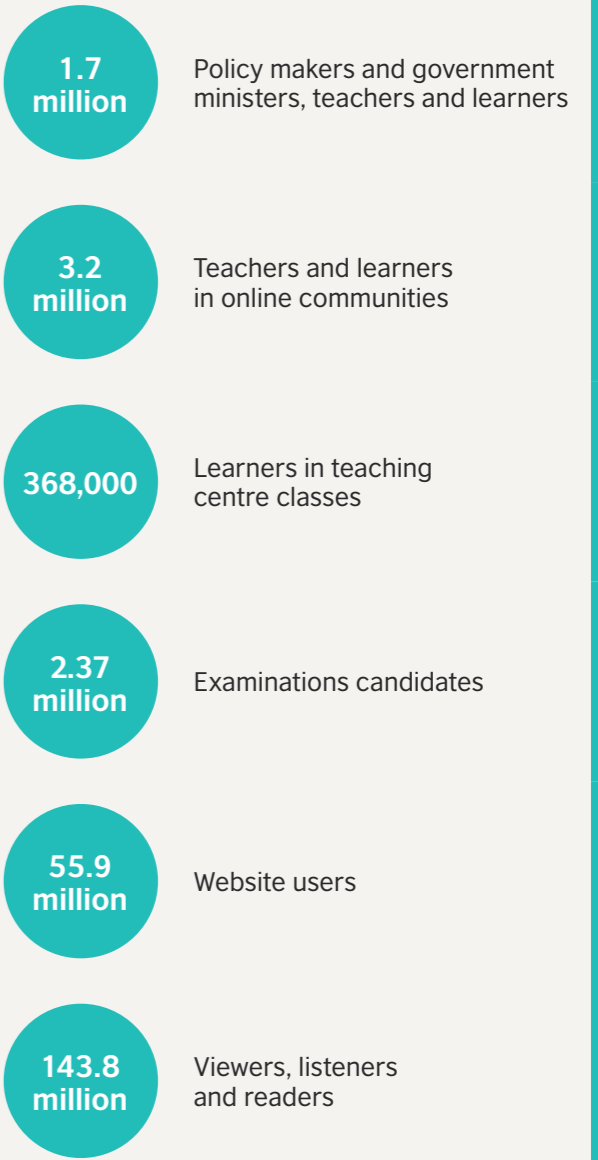 1.7
million
Policy makers and government
ministers, teachers and learners
3.2
million
Teachers and learners
in online communities
368,000
Learners in teaching
centre classes
2.37
million
Examinations candidates
55.9
million
Website users
143.8
million
Viewers, listeners
and readers